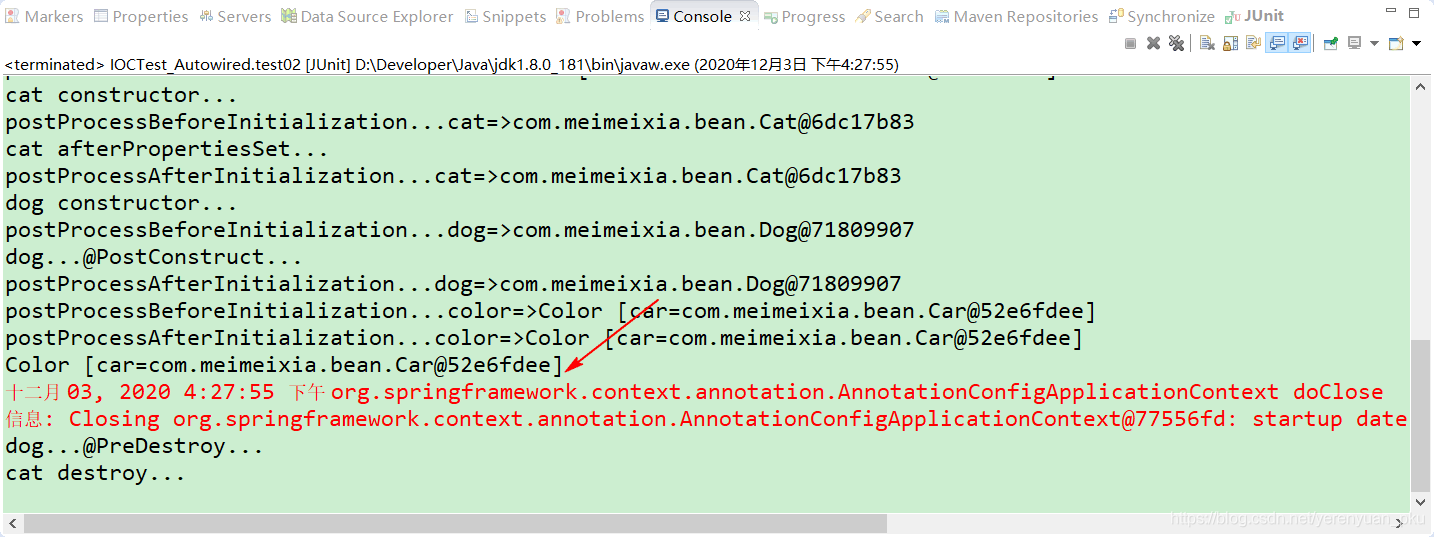 Markers Properties Servers Data Source Explorer Snippets Problems Console Progress Search Maven Repositories Synchronize JUnit
<terminated> IOCTest_Autowired.test02 [JUnit] D:\Developer\Java\jdk1.8.0_181\bin\javaw.exe (2020年12月3日 下午4:27:55)
cat constructor...
postProcessBeforeInitialization...cat=>com.meimeixia.bean.Cat@6dc17b83
cat afterPropertiesSet...
postProcessAfterInitialization...cat=>com.meimeixia.bean.Cat@6dc17b83
dog constructor...
postProcessBeforeInitialization...dog=>com.meimeixia.bean.Dog@71809907
dog...@PostConstruct...
postProcessAfterInitialization...dog=>com.meimeixia.bean.Dog@71809907
postProcessBeforeInitialization...color=>Color [car=com.meimeixia.bean.Car@52e6fdee]
postProcessAfterInitialization...color=>Color [car=com.meimeixia.bean.Car@52e6fdee]
Color [car=com.meimeixia.bean.Car@52e6fdee]
十二月 03, 2020 4:27:55 下午 org.springframework.context.annotation.AnnotationConfigApplicationContext doClose
信息: Closing org.springframework.context.annotation.AnnotationConfigApplicationContext@77556fd: startup date
dog...@PreDestroy...
cat destroy...